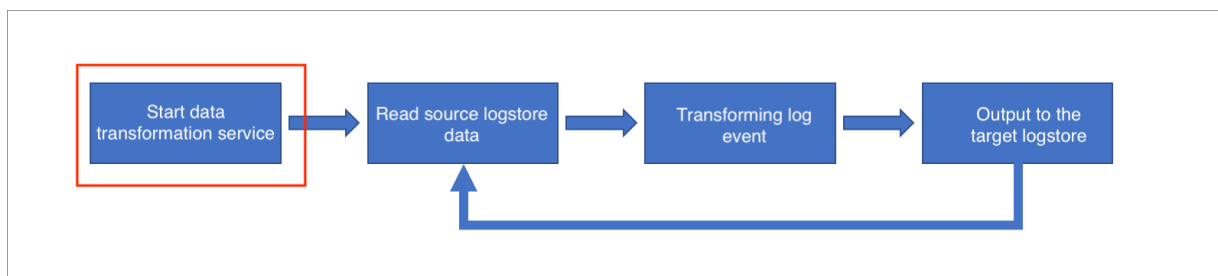 Start data
transformation service
Read source logstore
data
Transforming log
event
Output to the
target logstore